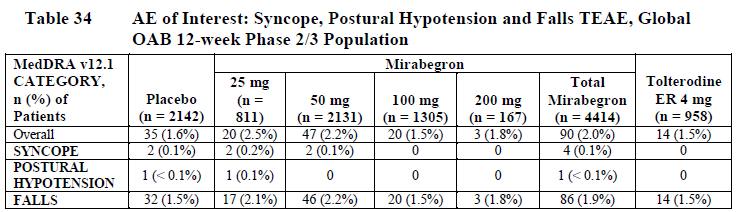 Table 34 AE of Interest: Syncope, Postural Hypotension and Falls TEAE, Global
OAB 12-week Phase 2/3 Population
MedDRA v12.1 CATEGORY, n (%) of Patients | Placebo (n = 2142) | Mirabegron | Tolterodine ER 4 mg (n = 958)
25 mg (n = 811) | 50 mg (n = 2131) | 100 mg (n = 1305) | 200 mg (n = 167) | Total Mirabegron (n = 4414)
Overall | 35 (1.6%) | 20 (2.5%) | 47 (2.2%) | 20 (1.5%) | 3 (1.8%) | 90 (2.0%) | 14 (1.5%)
SYNCOPE | 2 (0.1%) | 2 (0.2%) | 2 (0.1%) | 0 | 0 | 4 (0.1%) | 0
POSTURAL HYPOTENSION | 1 (< 0.1%) | 1 (0.1%) | 0 | 0 | 0 | 1 (< 0.1%) | 0
FALLS | 32 (1.5%) | 17 (2.1%) | 46 (2.2%) | 20 (1.5%) | 3 (1.8%) | 86 (1.9%) | 14 (1.5%)